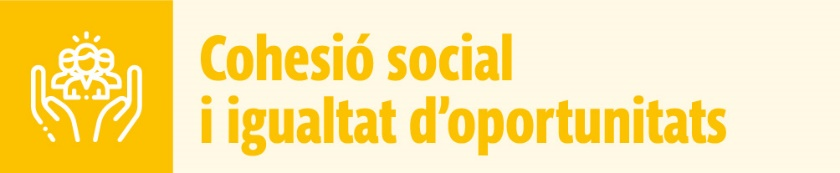 Cohesió social
i igualtat d'oportunitats